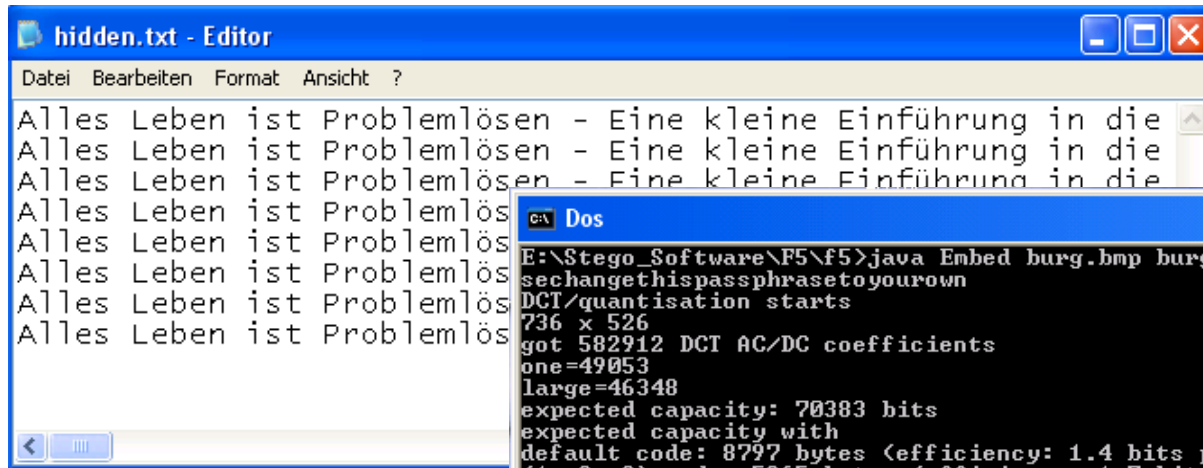 hidden.txt - Editor
Datei Bearbeiten Format Ansicht ?
Alles Leben ist Problemlösen - Eine kleine Einführung in die
Alles Leben ist Problemlösen - Eine kleine Einführung in die
Alles Leben ist Problemlösen - Eine kleine Einführung in die
Alles Leben ist Problemlös
Alles Leben ist Problemlös
Alles Leben ist Problemlös
Alles Leben ist Problemlös
Alles Leben ist Problemlös
Dos
E:\Stego_Software\F5\f5>java Embed burg.bmp burg
sechangethispassphrasetoyourown
DCT/quantisation starts
736 x 526
got 582912 DCT AC/DC coefficients
one=49053
large=46348
expected capacity: 70383 bits
expected capacity with
default code: 8797 bytes (efficiency: 1.4 bits